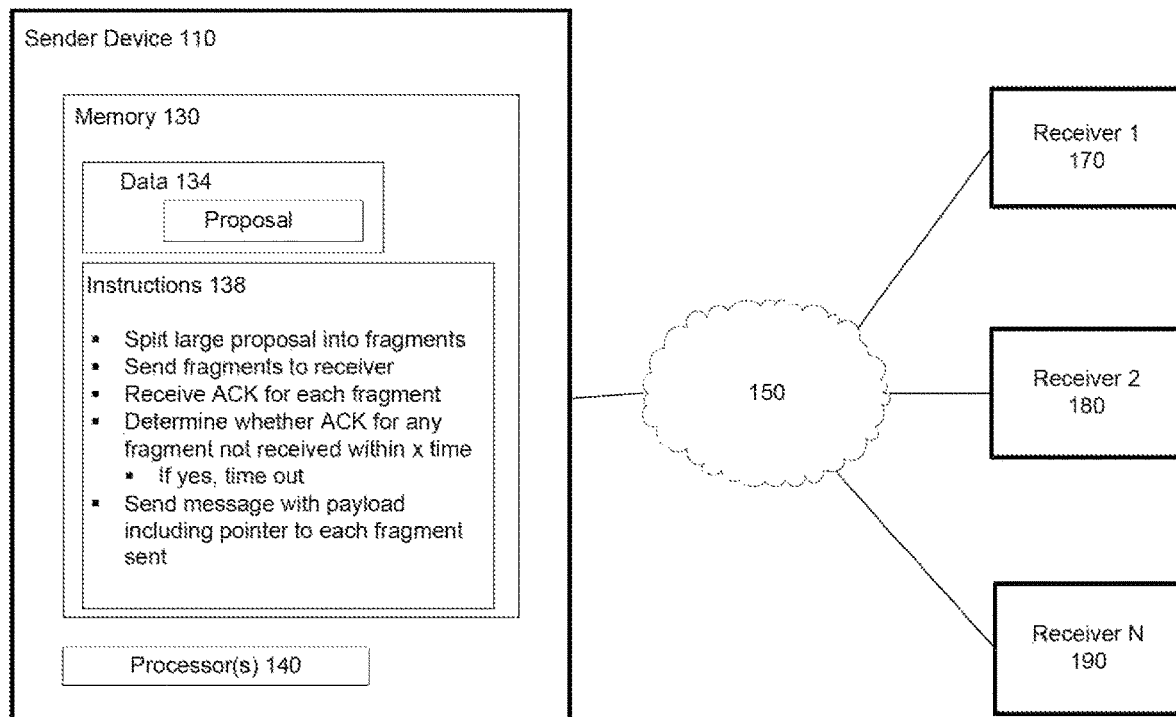 Sender Device 110
Memory 130
Data 134
Proposal
Instructions 138
▪ Split large proposal into fragments
▪ Send fragments to receiver
▪ Receive ACK for each fragment
▪ Determine whether ACK for any
fragment not received within x time
▪ If yes, time out
▪ Send message with payload
including pointer to each fragment
sent
Processor(s) 140
150
Receiver 1
170
Receiver 2
180
Receiver N
190